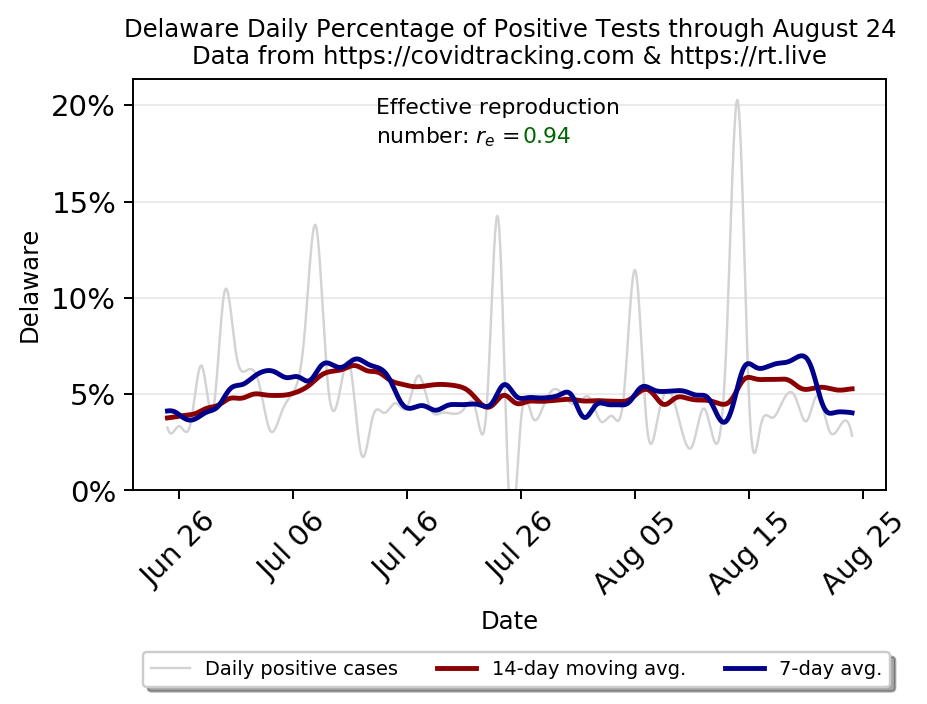 Delaware Daily Percentage of Positive Tests through August 24
Data from https://covidtracking.com & https://rt.live
Effective reproduction
number: rₑ = 0.94
20%
15%
10%
5%
0%
Delaware
Jun 26
Jul 06
Jul 16
Jul 26
Aug 05
Aug 15
Aug 25
Date
Daily positive cases
14-day moving avg.
7-day avg.